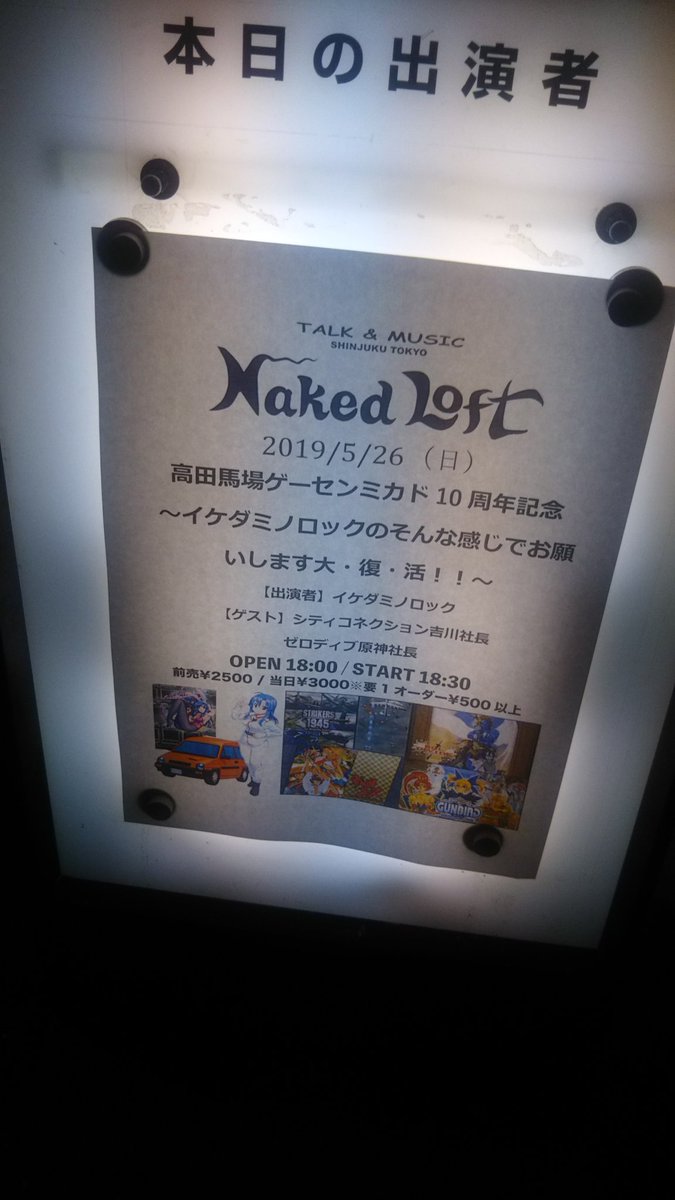 本日の出演者
TALK & MUSIC
SHINJUKU TOKYO
Naked Loft
2019/5/26 (日)
高田馬場ゲーセンミカド10周年記念
～イケダミノロックのそんな感じでお願
いします大・復・活！！～
【出演者】イケダミノロック
【ゲスト】シティコネクション吉川社長
ゼロディブ原神社長
OPEN 18:00 / START 18:30
前売¥2500 / 当日¥3000※要1オーダー¥500以上
STRIKERS
1945
GUNBIRD